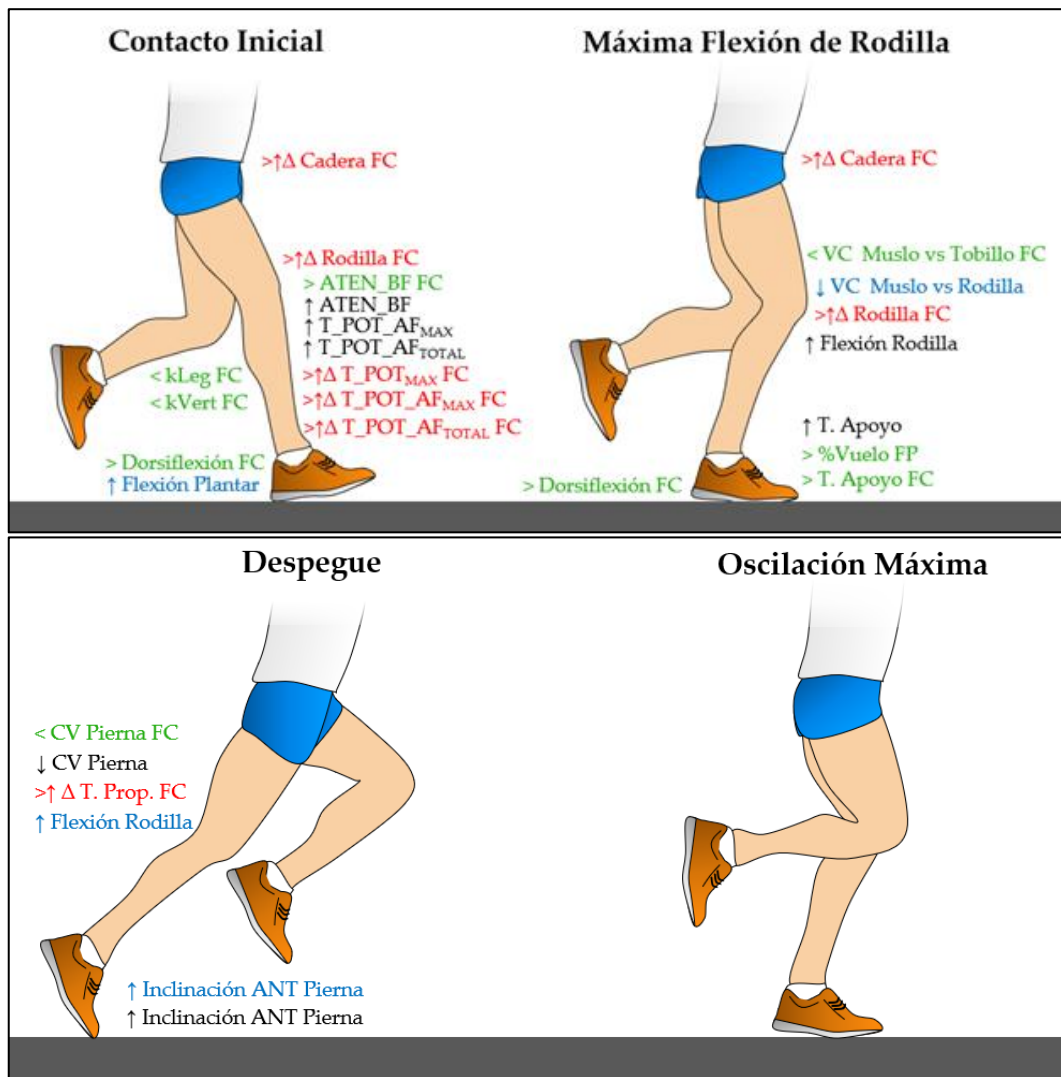 Contacto Inicial
>↑Δ Cadera FC
>↑Δ Rodilla FC
> ATEN_BF FC
↑ ATEN_BF
↑ T_POT_AFMAX
↑ T_POT_AFTOTAL
>↑Δ T_POTMAX FC
>↑Δ T_POT_AFMAX FC
>↑Δ T_POT_AFTOTAL FC
< kLeg FC
< kVert FC
> Dorsiflexión FC
↑ Flexión Plantar
Máxima Flexión de Rodilla
>↑Δ Cadera FC
< VC Muslo vs Tobillo FC
↓ VC Muslo vs Rodilla
>↑Δ Rodilla FC
↑ Flexión Rodilla
↑ T. Apoyo
> %Vuelo FP
> T. Apoyo FC
> Dorsiflexión FC
Despegue
< CV Pierna FC
↓ CV Pierna
>↑ Δ T. Prop. FC
↑ Flexión Rodilla
↑ Inclinación ANT Pierna
↑ Inclinación ANT Pierna
Oscilación Máxima